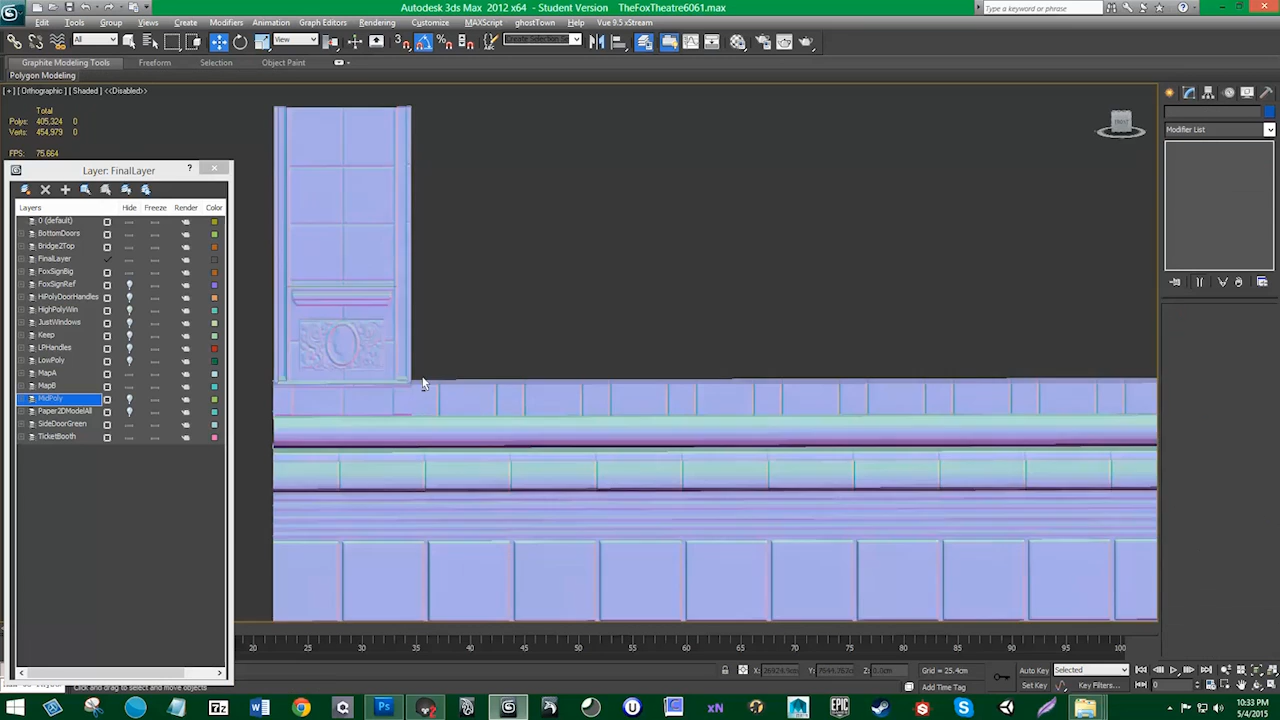 Autodesk 3ds Max 2012 x64 - Student Version TheFoxTheatre6061.max
Type a keyword or phrase
Edit Tools Group Views Create Modifiers Animation Graph Editors Rendering Customize MAXScript ghostTown Help Vue 9.5 xStream
All
View
Graphite Modeling Tools Freeform Selection Object Paint
Polygon Modeling
[ + ] [ Orthographic ] [ Shaded ] <<Disabled>>
Total
Polys: 405,324 0
Verts: 454,979 0
FPS: 75.664
FRONT
Modifier List
Layer: FinalLayer
Layers Hide Freeze Render Color
0 (default)
BottomDoors
Bridge2Top
FinalLayer
FoxSignBig
FoxSignRef
HiPolyDoorHandles
HighPolyWin
JustWindows
Keep
LPHandles
LowPoly
MapA
MapB
MidPoly
Paper2DModelAll
SideDoorGreen
TicketBooth
20 25 30 35 40 45 50 55 60 65 70 75 80 85 90 95 100
X: Y: Z: 0.0cm Grid = 25.4cm Auto Key Selected
Click and drag to select and move objects Add Time Tag Set Key Key Filters... 0
10:33 PM
5/4/2015